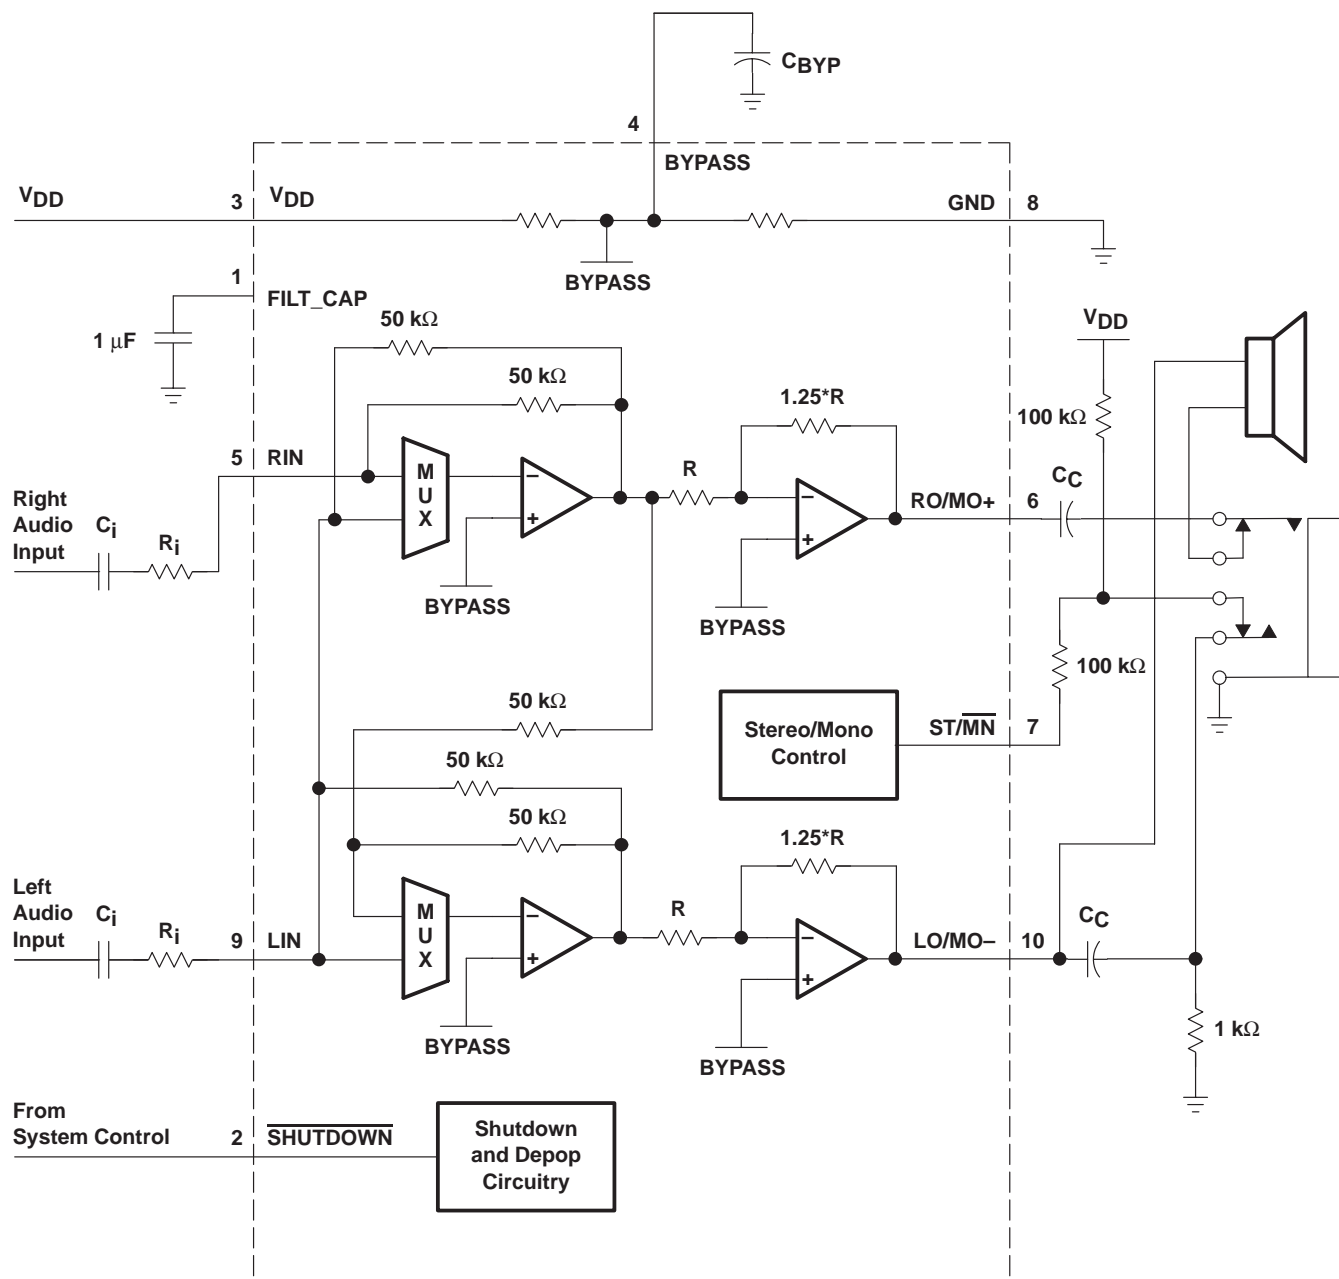 CBYP
4
BYPASS
VDD
3
VDD
GND
8
BYPASS
1
FILT_CAP
1 μF
50 kΩ
50 kΩ
1.25*R
VDD
100 kΩ
5
RIN
MUX
−
+
R
−
+
RO/MO+
6
CC
Right
Audio
Input
Ci
Ri
BYPASS
BYPASS
100 kΩ
50 kΩ
Stereo/Mono
Control
ST/MN
7
50 kΩ
50 kΩ
1.25*R
Left
Audio
Input
Ci
Ri
9
LIN
MUX
−
+
R
−
+
LO/MO–
10
CC
BYPASS
BYPASS
1 kΩ
From
System Control
2
SHUTDOWN
Shutdown
and Depop
Circuitry